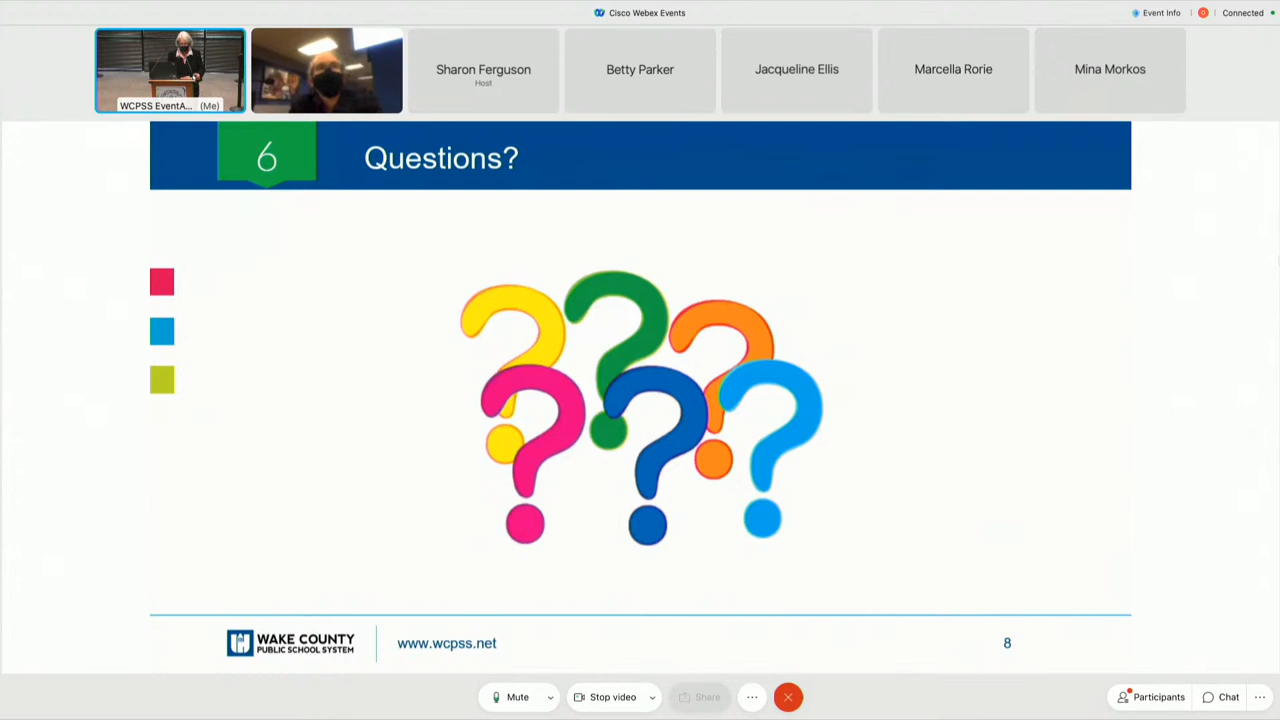 Cisco Webex Events
Event Info
Connected
WCPSS EventA... (Me)
Sharon Ferguson
Host
Betty Parker
Jacqueline Ellis
Marcella Rorie
Mina Morkos
6
Questions?
? ? ?
? ? ?
WAKE COUNTY
PUBLIC SCHOOL SYSTEM
www.wcpss.net
8
Mute
Stop video
Share
Participants
Chat